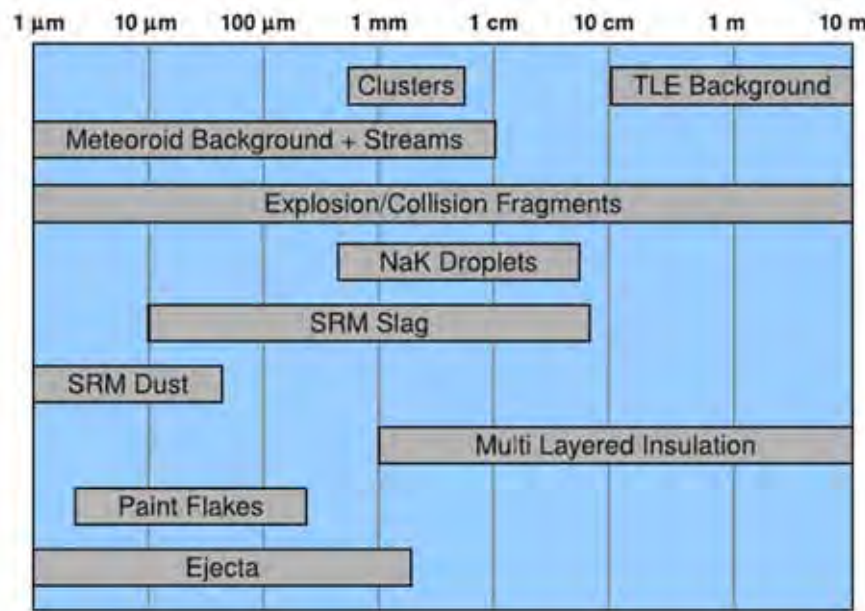 1 µm 10 µm 100 µm 1 mm 1 cm 10 cm 1 m 10 m
Clusters TLE Background
Meteoroid Background + Streams
Explosion/Collision Fragments
NaK Droplets
SRM Slag
SRM Dust
Multi Layered Insulation
Paint Flakes
Ejecta